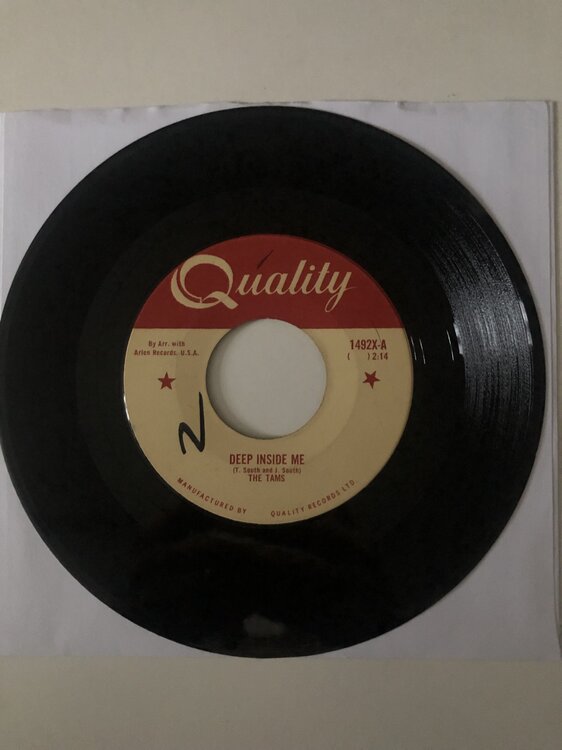 Quality
By Arr. with
Arlen Records, U.S.A.
1492X-A
( ) 2:14
2
DEEP INSIDE ME
(T. South and J. South)
THE TAMS
MANUFACTURED BY QUALITY RECORDS LTD.